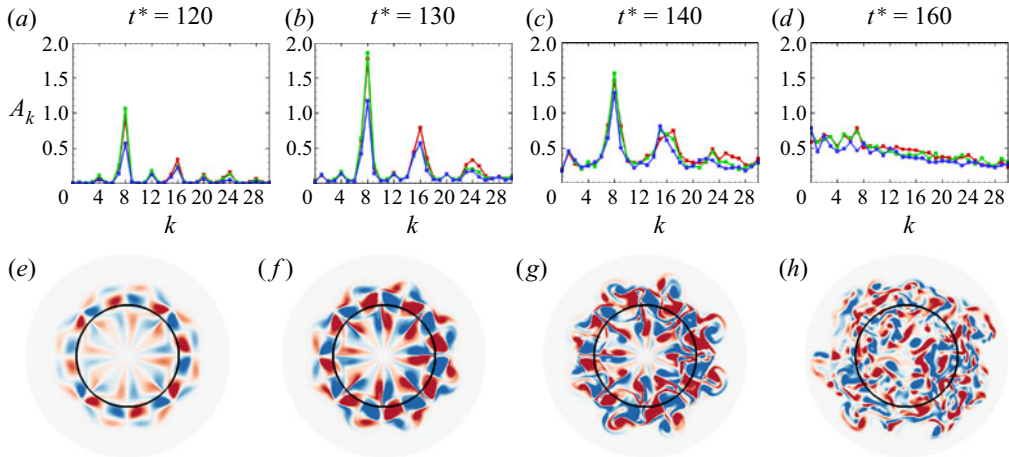 (a) t* = 120 (b) t* = 130 (c) t* = 140 (d) t* = 160
2.0 2.0 2.0 2.0
1.5 1.5 1.5 1.5
A_k 1.0 1.0 1.0 1.0
0.5 0.5 0.5 0.5
0 4 8 12 16 20 24 28 0 4 8 12 16 20 24 28 0 4 8 12 16 20 24 28 0 4 8 12 16 20 24 28
k k k k
(e) (f) (g) (h)